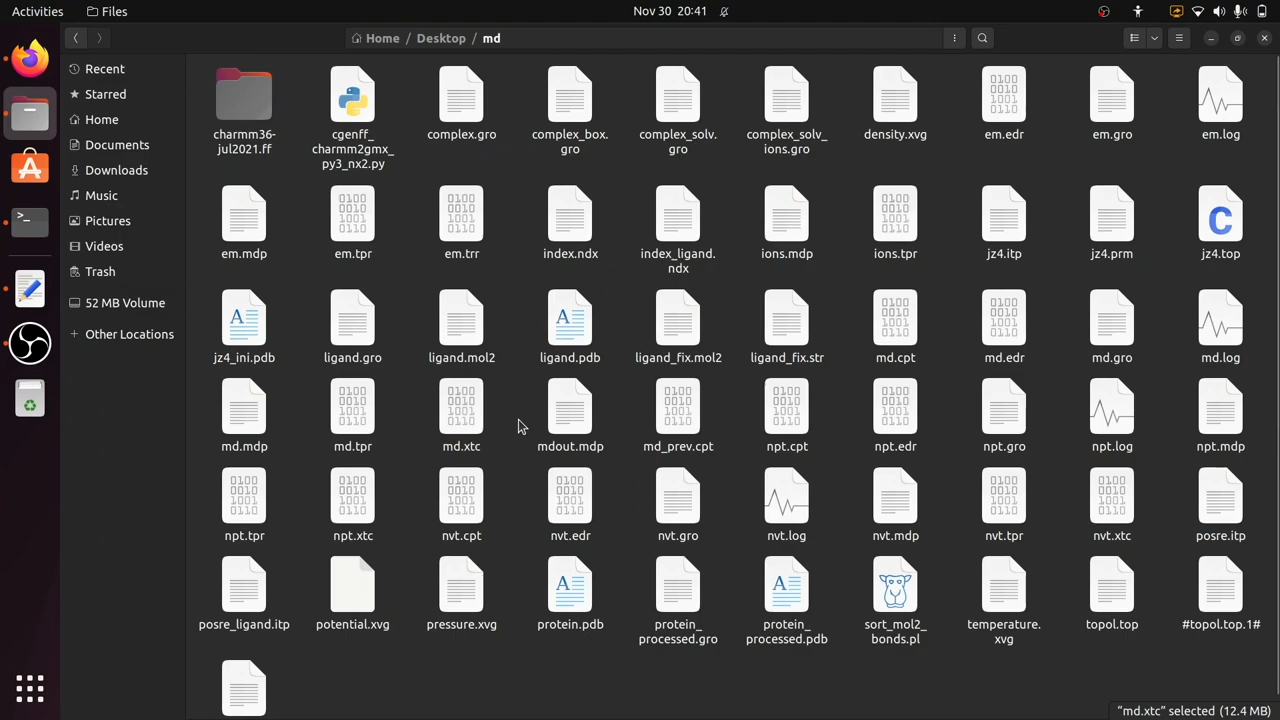 Activities
Files
Nov 30 20:41
Home / Desktop / md
Recent
Starred
Home
Documents
Downloads
Music
Pictures
Videos
Trash
52 MB Volume
+ Other Locations
charmm36-
jul2021.ff
cgenff_
charmm2gmx_
py3_nx2.py
complex.gro
complex_box.
gro
complex_solv.
gro
complex_solv_
ions.gro
density.xvg
em.edr
em.gro
em.log
em.mdp
em.tpr
em.trr
index.ndx
index_ligand.
ndx
ions.mdp
ions.tpr
jz4.itp
jz4.prm
jz4.top
jz4_ini.pdb
ligand.gro
ligand.mol2
ligand.pdb
ligand_fix.mol2
ligand_fix.str
md.cpt
md.edr
md.gro
md.log
md.mdp
md.tpr
md.xtc
mdout.mdp
md_prev.cpt
npt.cpt
npt.edr
npt.gro
npt.log
npt.mdp
npt.tpr
npt.xtc
nvt.cpt
nvt.edr
nvt.gro
nvt.log
nvt.mdp
nvt.tpr
nvt.xtc
posre.itp
posre_ligand.itp
potential.xvg
pressure.xvg
protein.pdb
protein_
processed.gro
protein_
processed.pdb
sort_mol2_
bonds.pl
temperature.
xvg
topol.top
#topol.top.1#
"md.xtc" selected (12.4 MB)